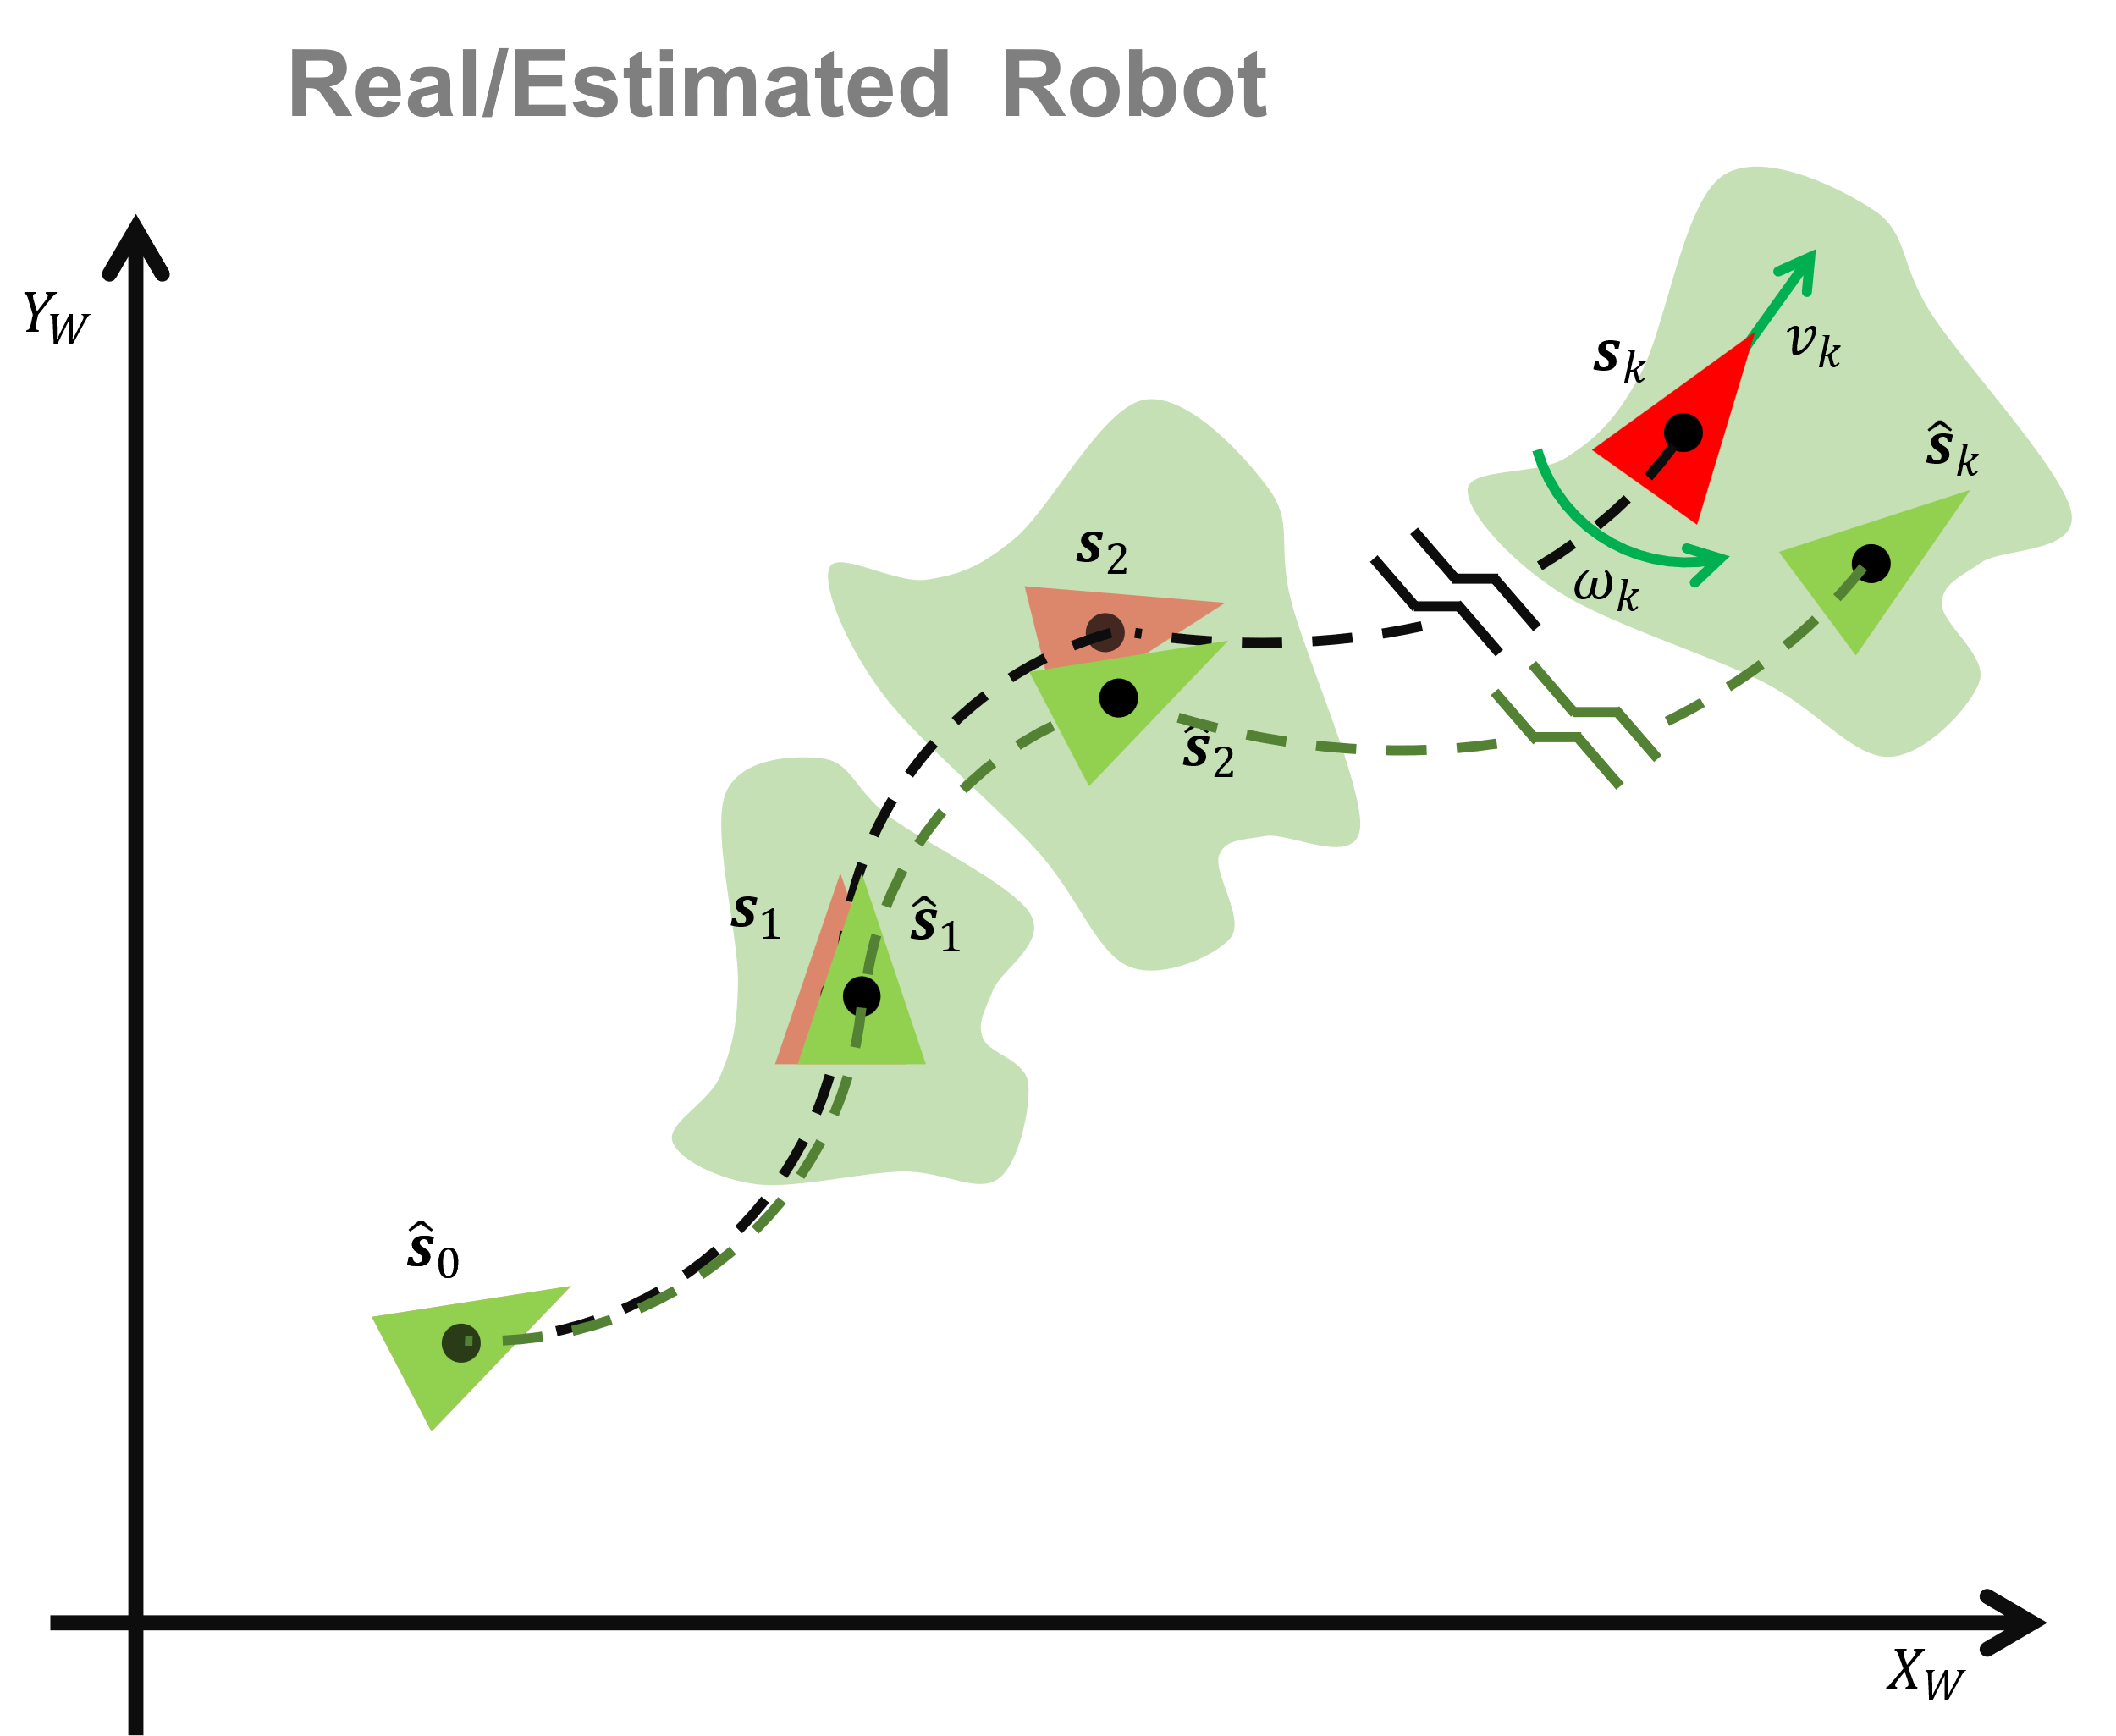 Real/Estimated Robot
Y_W
s_k
v_k
ŝ_k
s_2
ω_k
ŝ_2
s_1
ŝ_1
ŝ_0
X_W